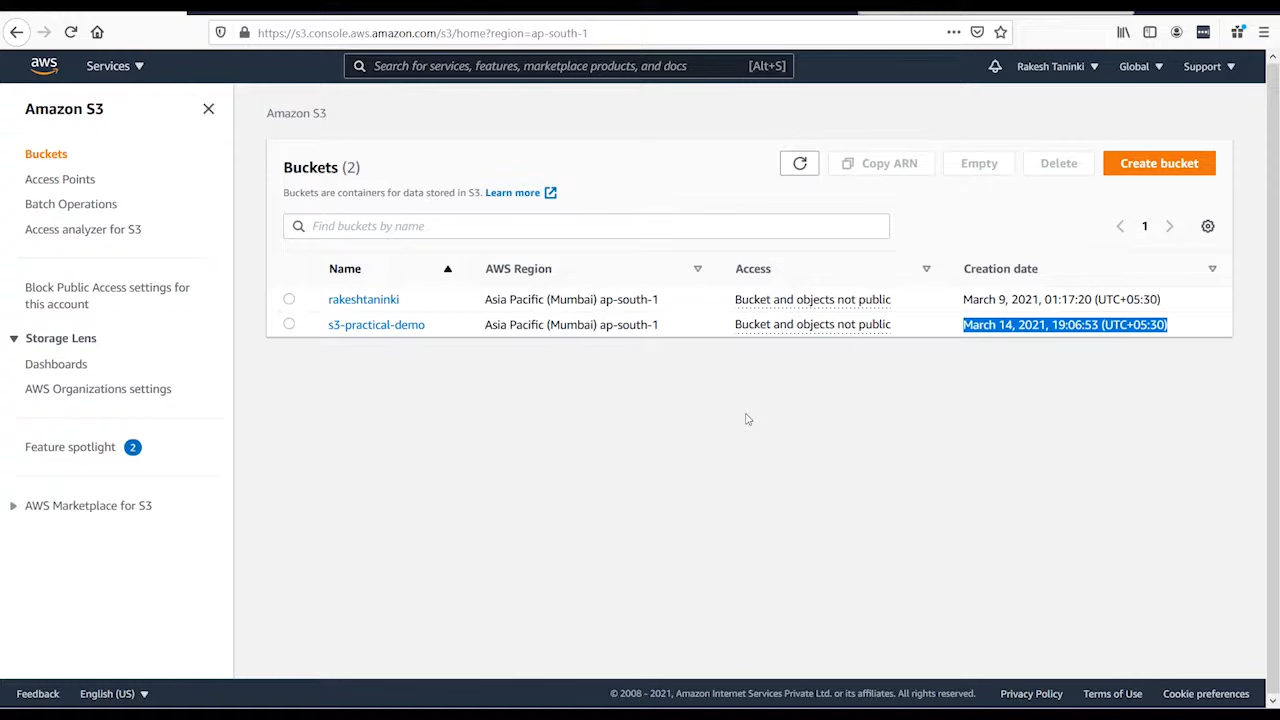 https://s3.console.aws.amazon.com/s3/home?region=ap-south-1
aws
Services
Search for services, features, marketplace products, and docs
[Alt+S]
Rakesh Taninki
Global
Support
Amazon S3
Buckets
Access Points
Batch Operations
Access analyzer for S3
Block Public Access settings for
this account
Storage Lens
Dashboards
AWS Organizations settings
Feature spotlight 2
AWS Marketplace for S3
Amazon S3
Buckets (2)
Copy ARN
Empty
Delete
Create bucket
Buckets are containers for data stored in S3. Learn more
Find buckets by name
1
Name AWS Region Access Creation date
rakeshtaninki Asia Pacific (Mumbai) ap-south-1 Bucket and objects not public March 9, 2021, 01:17:20 (UTC+05:30)
s3-practical-demo Asia Pacific (Mumbai) ap-south-1 Bucket and objects not public March 14, 2021, 19:06:53 (UTC+05:30)
Feedback English (US) © 2008 - 2021, Amazon Internet Services Private Ltd. or its affiliates. All rights reserved. Privacy Policy Terms of Use Cookie preferences